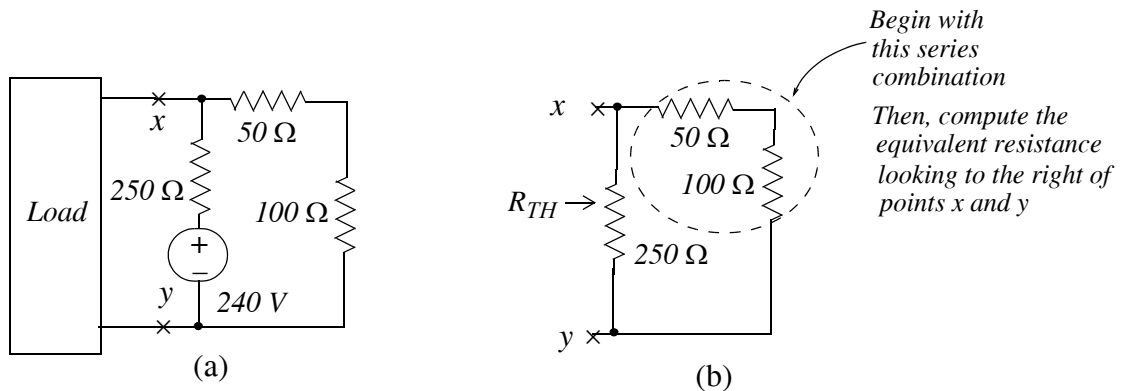 Load
x
50 Ω
250 Ω
100 Ω
+
−
y
240 V
(a)
x
50 Ω
100 Ω
R_TH
250 Ω
y
(b)
Begin with
this series
combination
Then, compute the
equivalent resistance
looking to the right of
points x and y